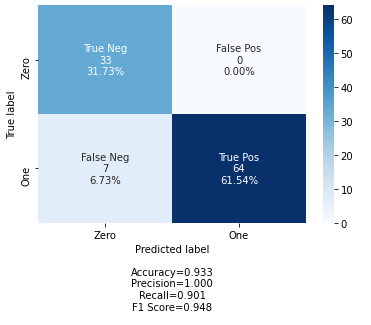 True Neg
33
31.73%
False Pos
0
0.00%
False Neg
7
6.73%
True Pos
64
61.54%
True label
Zero
One
Zero
One
Predicted label
60
50
40
30
20
10
0
Accuracy=0.933
Precision=1.000
Recall=0.901
F1 Score=0.948